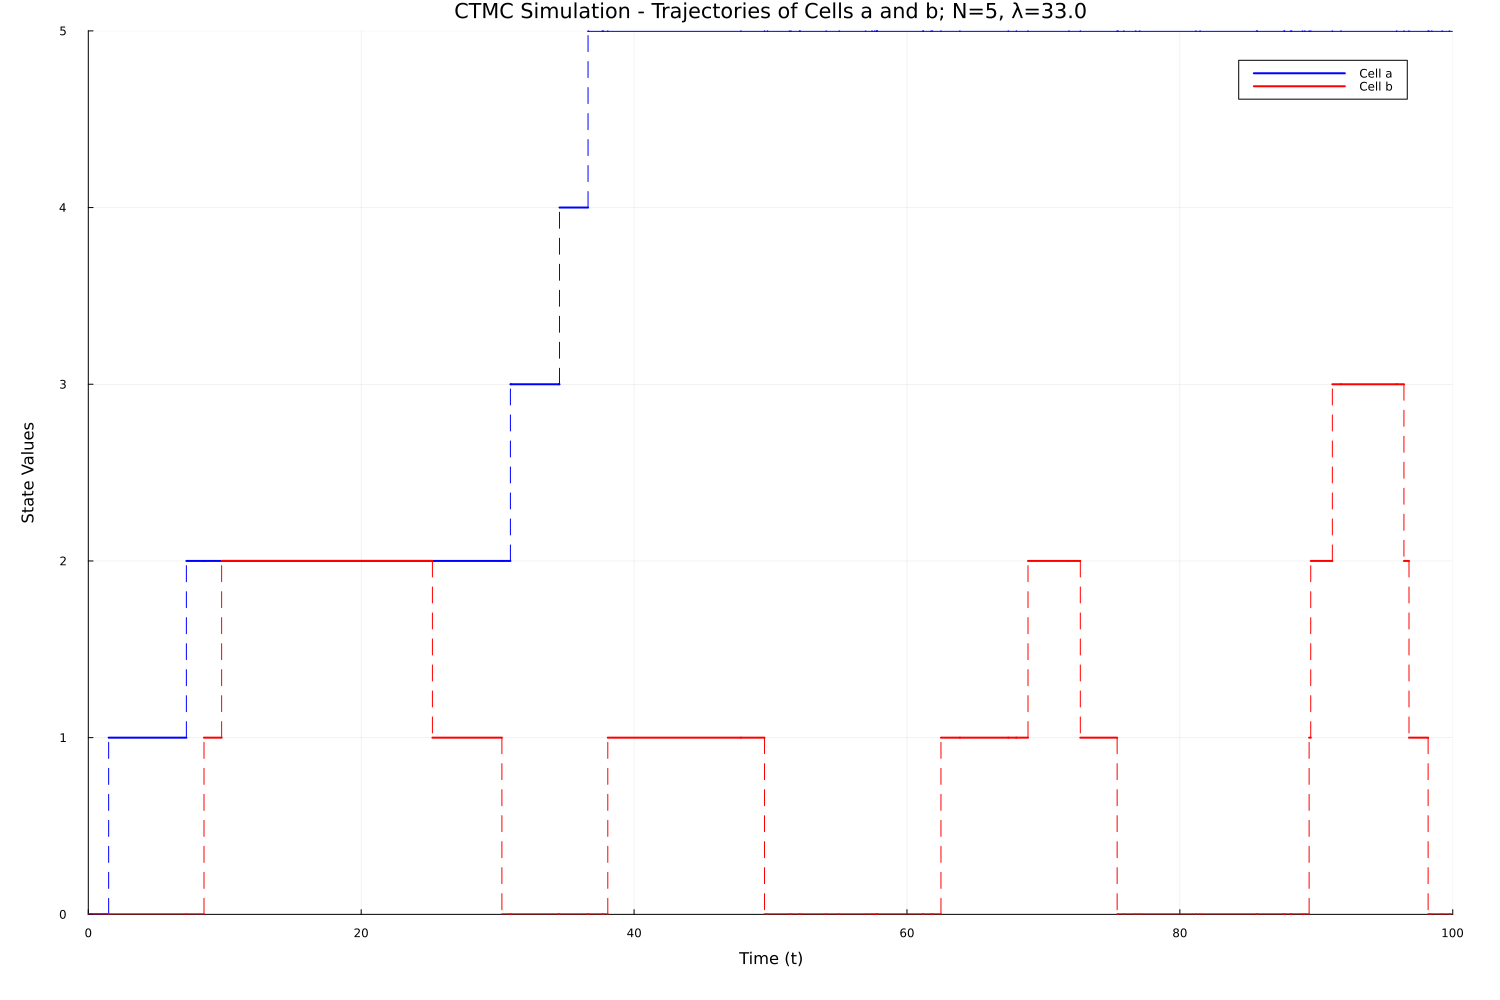 CTMC Simulation - Trajectories of Cells a and b; N=5, λ=33.0
5
Cell a
Cell b
4
3
State Values
2
1
0
0 20 40 60 80 100
Time (t)